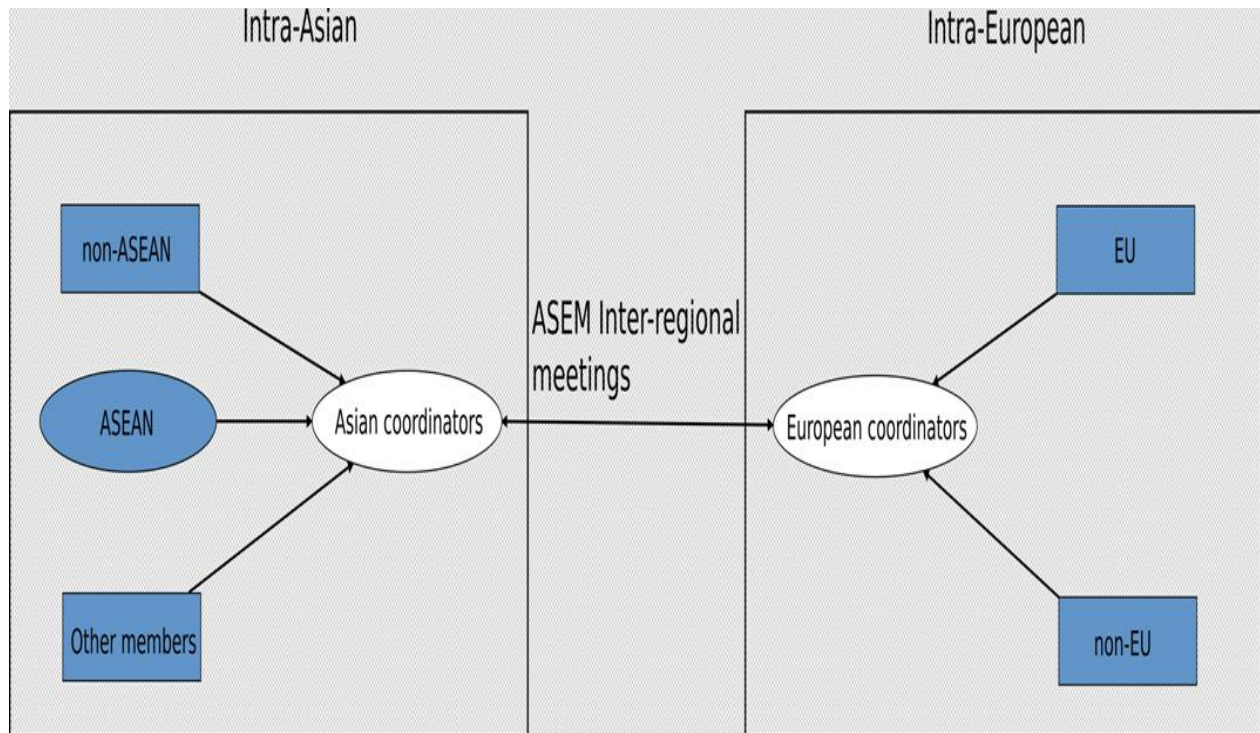 Intra-Asian
Intra-European
non-ASEAN
EU
ASEM Inter-regional
meetings
ASEAN
Asian coordinators
European coordinators
Other members
non-EU